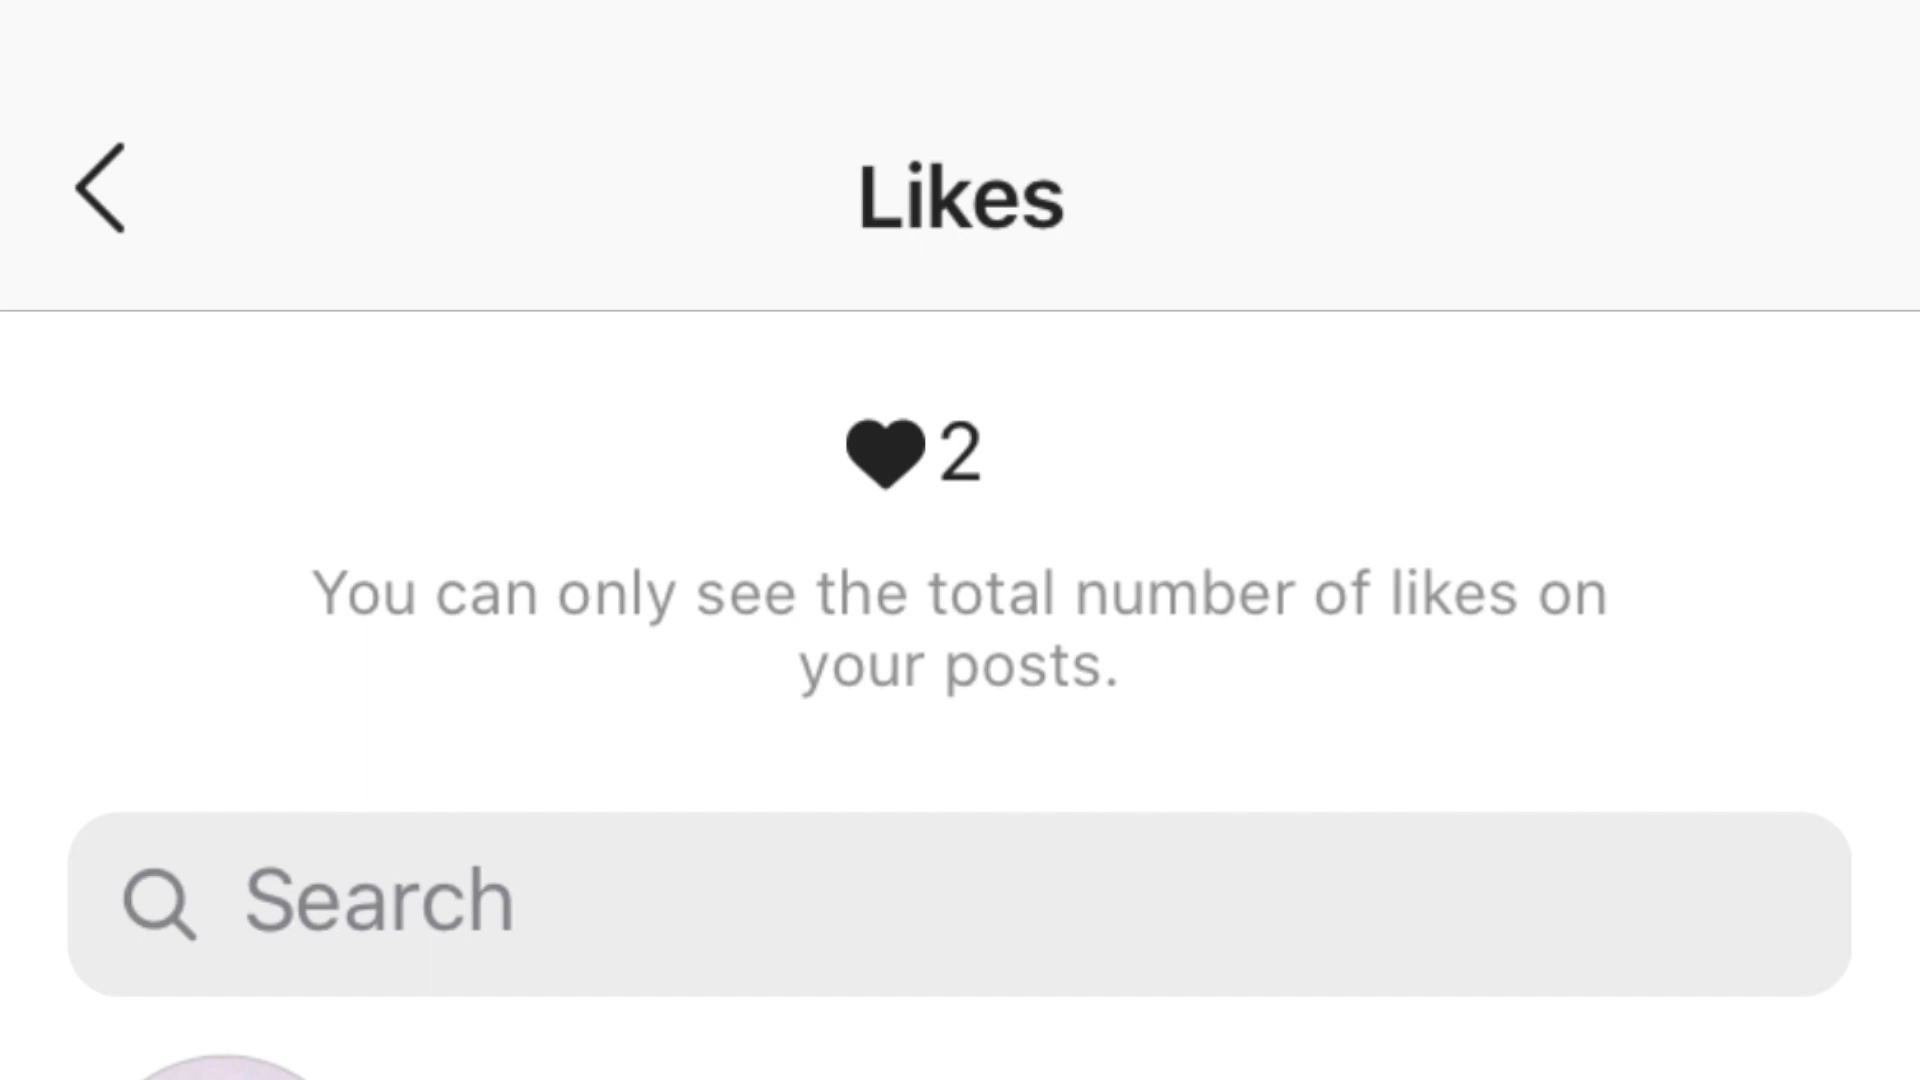 Likes
2
You can only see the total number of likes on
your posts.
Search